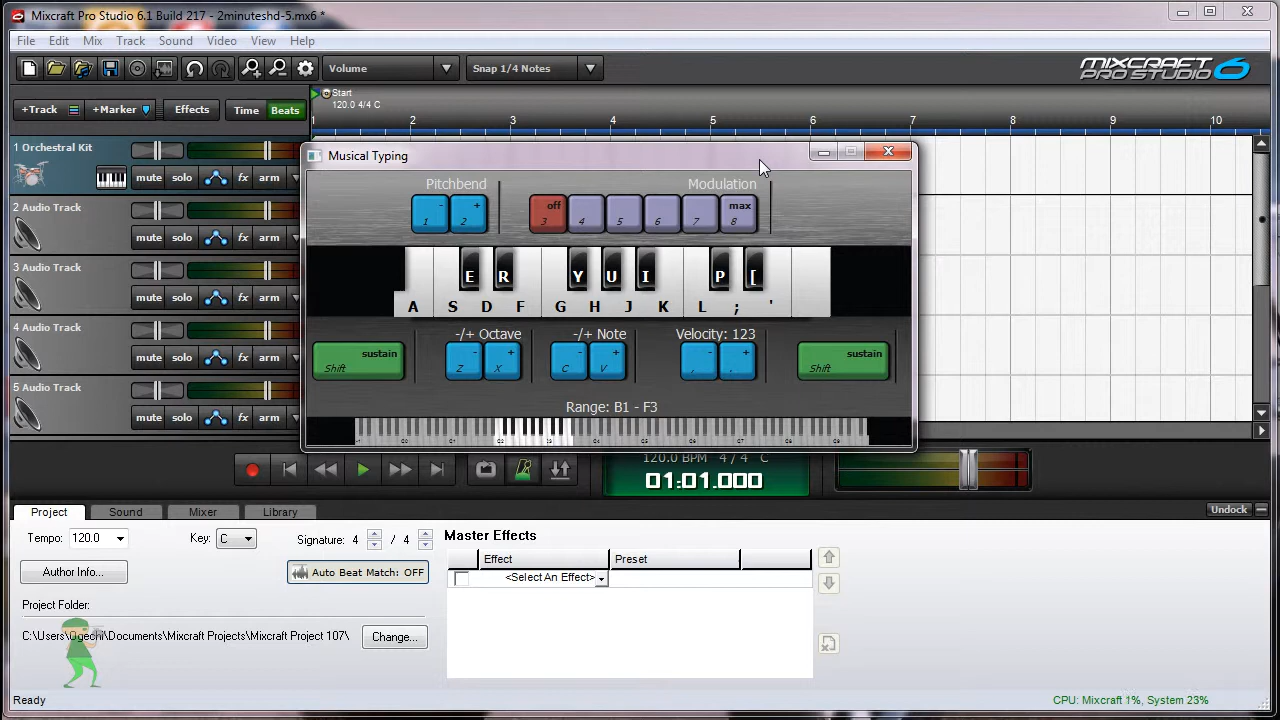 Mixcraft Pro Studio 6.1 Build 217 - 2minuteshd-5.mx6 *
File Edit Mix Track Sound Video View Help
Volume Snap 1/4 Notes MIXCRAFT PRO STUDIO 6
+Track +Marker Effects Time Beats
Start
120.0 4/4 C
1 2 3 4 5 6 7 8 9 10
1 Orchestral Kit
mute solo fx arm
2 Audio Track
mute solo fx arm
3 Audio Track
mute solo fx arm
4 Audio Track
mute solo fx arm
5 Audio Track
mute solo fx arm
Musical Typing
Pitchbend Modulation
- + off max
1 2 3 4 5 6 7 8
E R Y U I P [
A S D F G H J K L ; '
-/+ Octave -/+ Note Velocity: 123
sustain - + - + - + sustain
Shift Z X C V , . Shift
Range: B1 - F3
120.0 BPM 4 / 4 C
01:01.000
Project Sound Mixer Library Undock
Tempo: 120.0 Key: C Signature: 4 / 4
Author Info... Auto Beat Match: OFF
Project Folder:
C:\Users\Ogechi\Documents\Mixcraft Projects\Mixcraft Project 107\ Change...
Master Effects
Effect Preset
<Select An Effect>
Ready CPU: Mixcraft 1%, System 23%